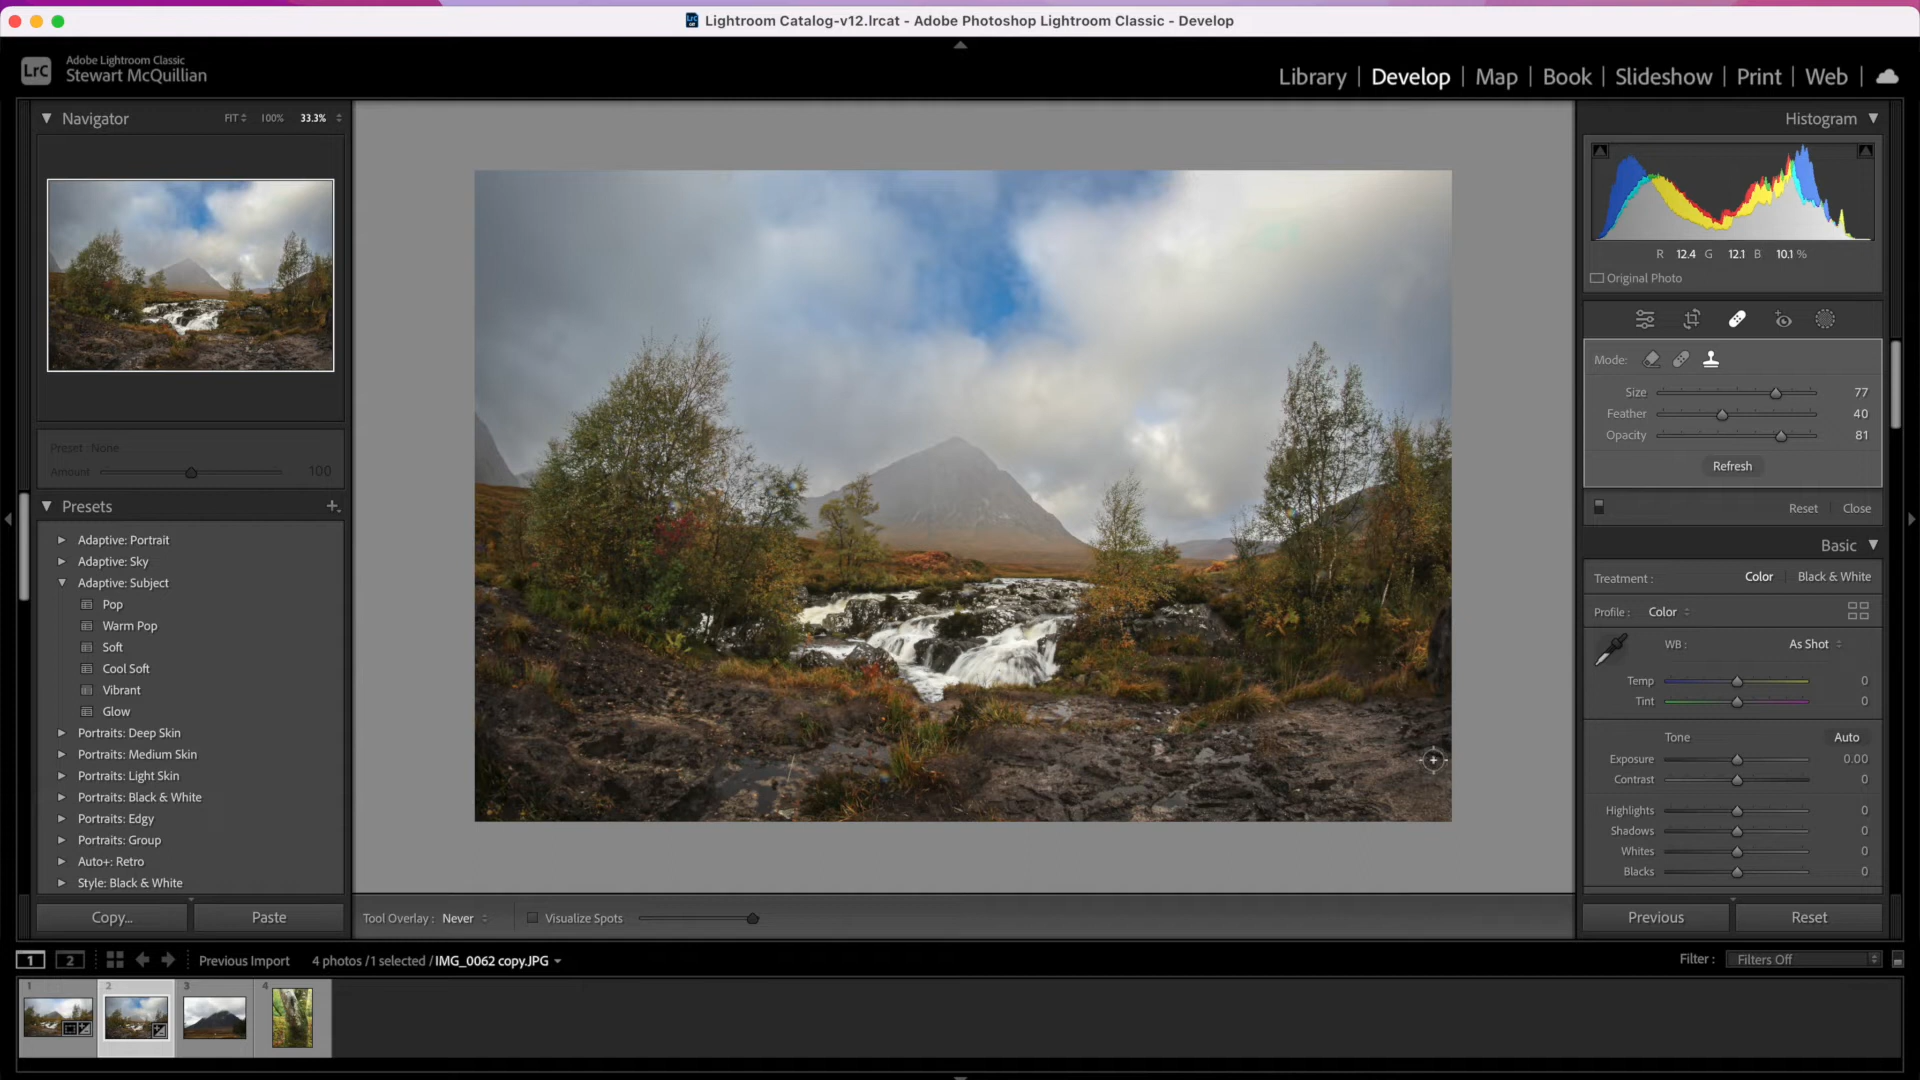 Lightroom Catalog-v12.lrcat - Adobe Photoshop Lightroom Classic - Develop
LrC
Adobe Lightroom Classic
Stewart McQuillian
Library | Develop | Map | Book | Slideshow | Print | Web
Navigator FIT 100% 33.3%
Preset: None
Amount 100
Presets +
Adaptive: Portrait
Adaptive: Sky
Adaptive: Subject
Pop
Warm Pop
Soft
Cool Soft
Vibrant
Glow
Portraits: Deep Skin
Portraits: Medium Skin
Portraits: Light Skin
Portraits: Black & White
Portraits: Edgy
Portraits: Group
Auto+: Retro
Style: Black & White
Copy... Paste
Tool Overlay: Never Visualize Spots
Histogram
R 12.4 G 12.1 B 10.1 %
Original Photo
Mode:
Size 77
Feather 40
Opacity 81
Refresh
Reset Close
Basic
Treatment: Color Black & White
Profile: Color
WB: As Shot
Temp 0
Tint 0
Tone Auto
Exposure 0.00
Contrast 0
Highlights 0
Shadows 0
Whites 0
Blacks 0
Previous Reset
1 2 Previous Import 4 photos /1 selected /IMG_0062 copy.JPG Filter: Filters Off
1 2 3 4